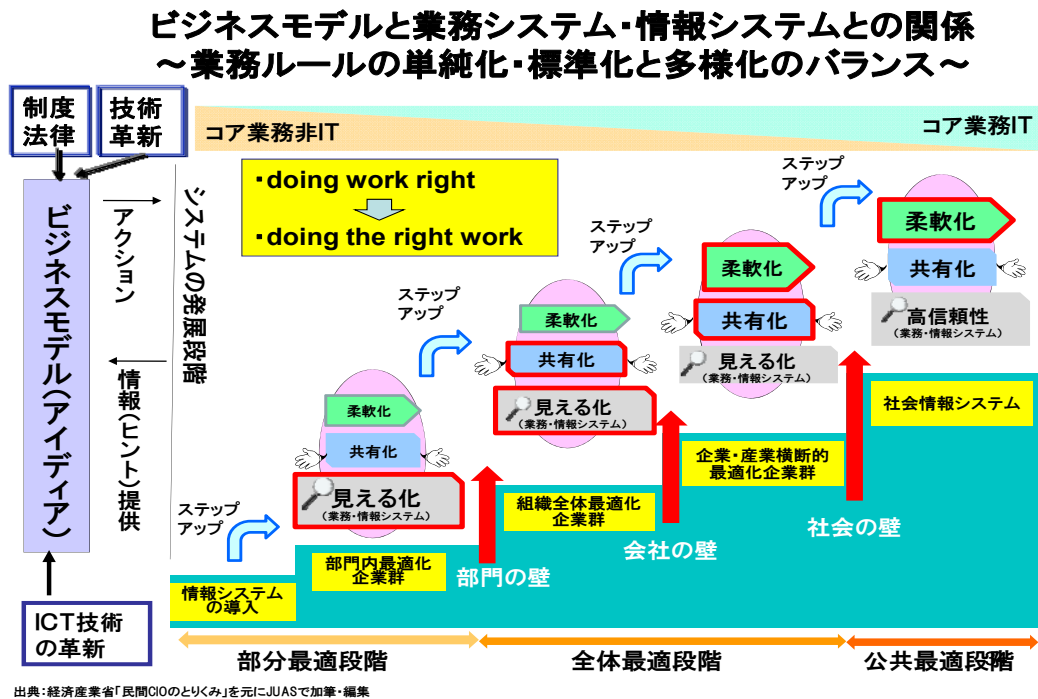 ビジネスモデルと業務システム・情報システムとの関係
～業務ルールの単純化・標準化と多様化のバランス～
制度
法律
技術
革新
コア業務非IT
コア業務IT
ビジネスモデル(アイディア)
アクション
情報(ヒント)提供
システムの発展段階
・doing work right
・doing the right work
ICT技術
の革新
ステップ
アップ
情報システム
の導入
柔軟化
共有化
見える化
(業務・情報システム)
部門内最適化
企業群
ステップ
アップ
部門の壁
柔軟化
共有化
見える化
(業務・情報システム)
組織全体最適化
企業群
ステップ
アップ
会社の壁
柔軟化
共有化
見える化
(業務・情報システム)
企業・産業横断的
最適化企業群
ステップ
アップ
社会の壁
柔軟化
共有化
高信頼性
(業務・情報システム)
社会情報システム
部分最適段階
全体最適段階
公共最適段階
出典:経済産業省「民間CIOのとりくみ」を元にJUASで加筆・編集